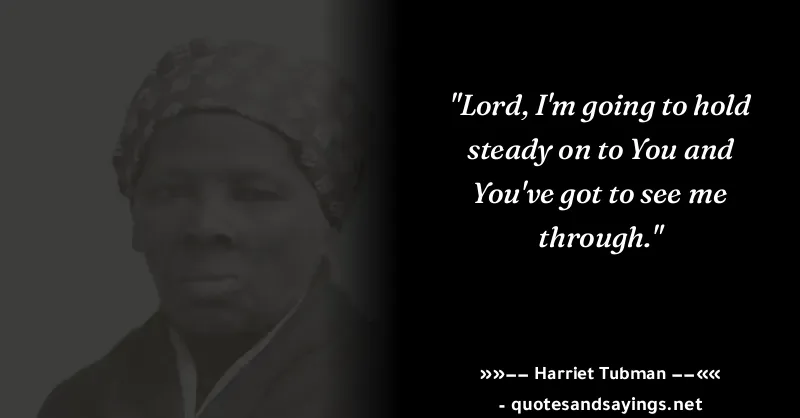 "Lord, I'm going to hold
steady on to You and
You've got to see me
through."
»»–– Harriet Tubman ––««
- quotesandsayings.net